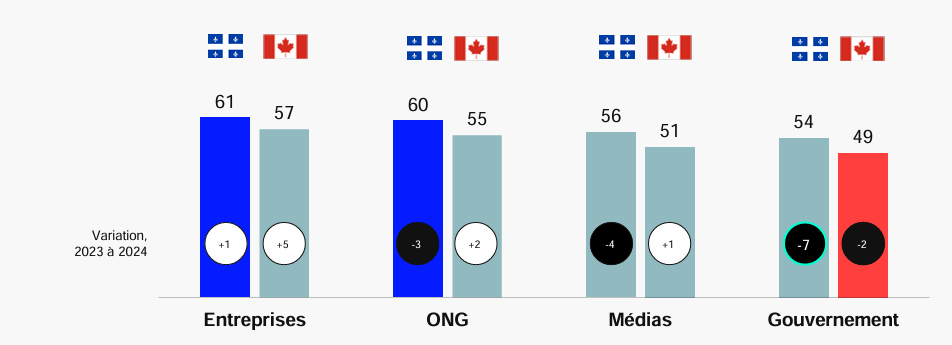 61
57
60
55
56
51
54
49
Variation,
2023 à 2024
+1
+5
-3
+2
-4
+1
-7
-2
Entreprises
ONG
Médias
Gouvernement